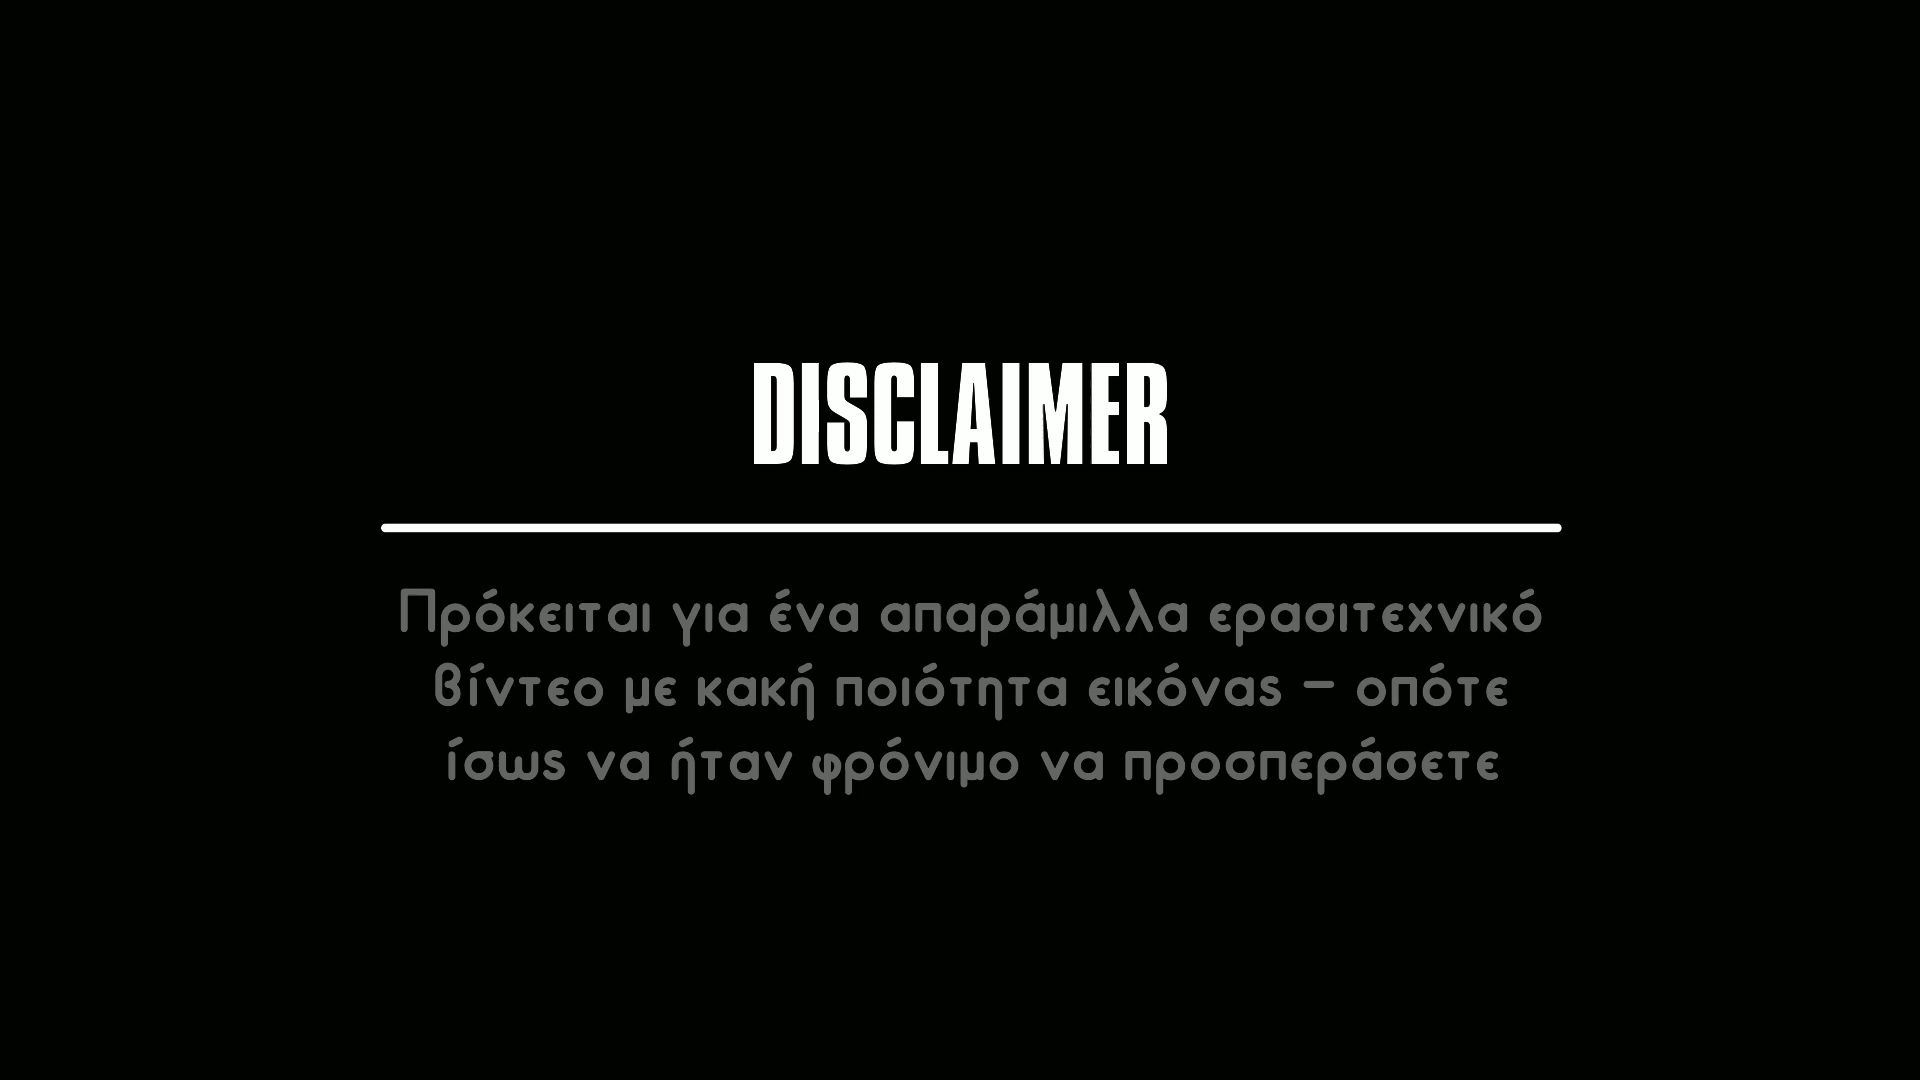 DISCLAIMER
Πρόκειται για ένα απαράμιλλα ερασιτεχνικό
βίντεο με κακή ποιότητα εικόνας – οπότε
ίσως να ήταν φρόνιμο να προσπεράσετε